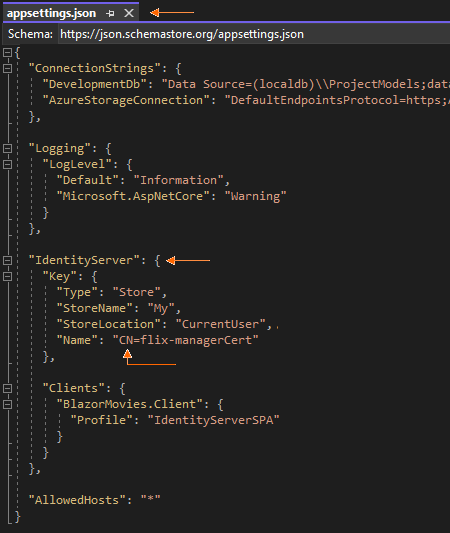 appsettings.json
Schema: https://json.schemastore.org/appsettings.json
{
"ConnectionStrings": {
"DevelopmentDb": "Data Source=(localdb)\\ProjectModels;data
"AzureStorageConnection": "DefaultEndpointsProtocol=https;A
},
"Logging": {
"LogLevel": {
"Default": "Information",
"Microsoft.AspNetCore": "Warning"
}
},
"IdentityServer": {
"Key": {
"Type": "Store",
"StoreName": "My",
"StoreLocation": "CurrentUser",
"Name": "CN=flix-managerCert"
},
"Clients": {
"BlazorMovies.Client": {
"Profile": "IdentityServerSPA"
}
}
},
"AllowedHosts": "*"
}